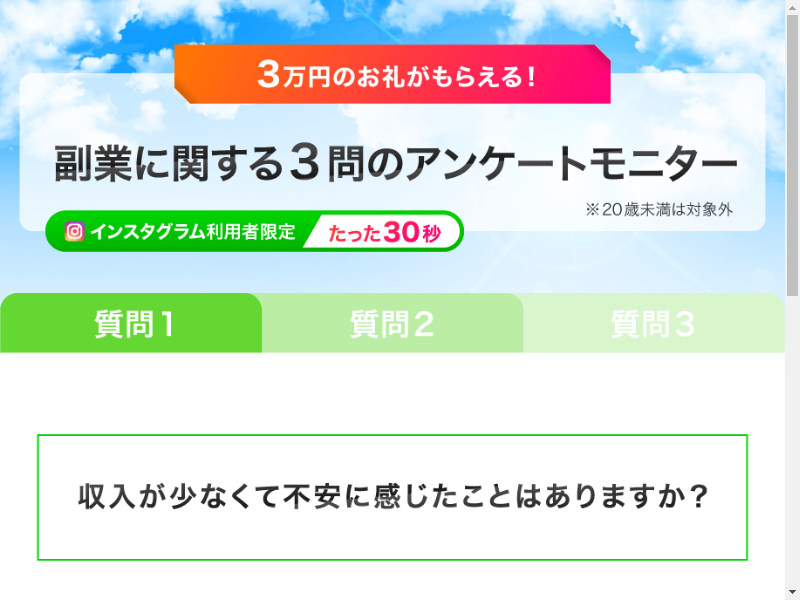 3万円のお礼がもらえる!
副業に関する3問のアンケートモニター
※20歳未満は対象外
インスタグラム利用者限定 たった30秒
質問1 質問2 質問3
収入が少なくて不安に感じたことはありますか?